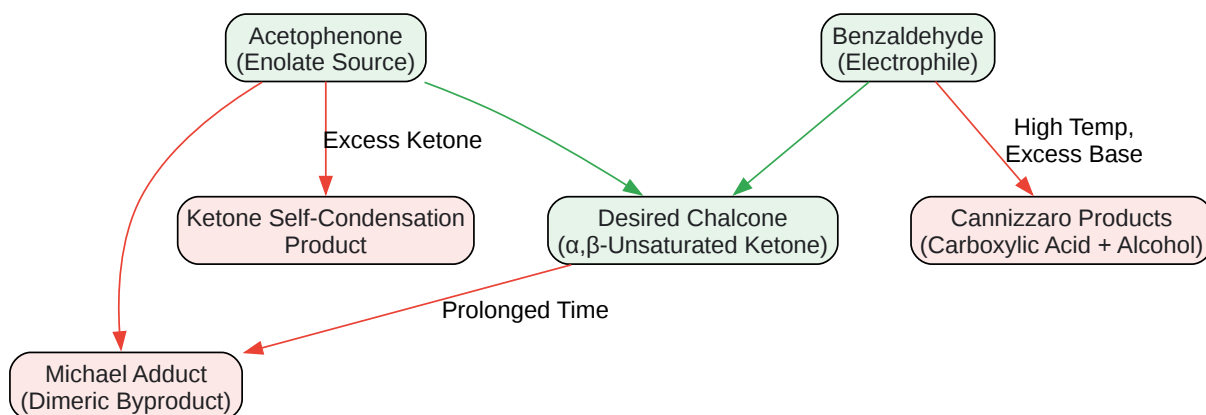 Acetophenone
(Enolate Source)
Benzaldehyde
(Electrophile)
Excess Ketone
High Temp,
Excess Base
Ketone Self-Condensation
Product
Desired Chalcone
(α,β-Unsaturated Ketone)
Cannizzaro Products
(Carboxylic Acid + Alcohol)
Prolonged Time
Michael Adduct
(Dimeric Byproduct)